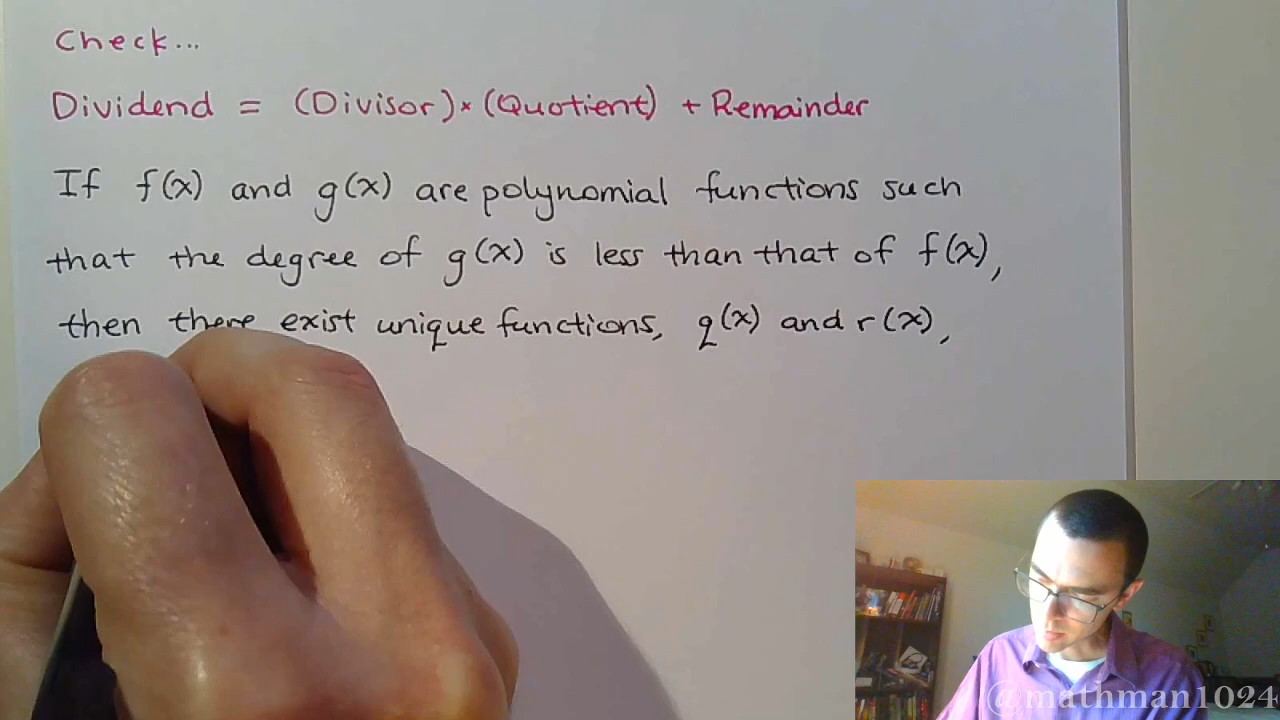 Check...
Dividend = (Divisor)×(Quotient) + Remainder
If f(x) and g(x) are polynomial functions such
that the degree of g(x) is less than that of f(x),
then there exist unique functions, q(x) and r(x),
@mathman1024